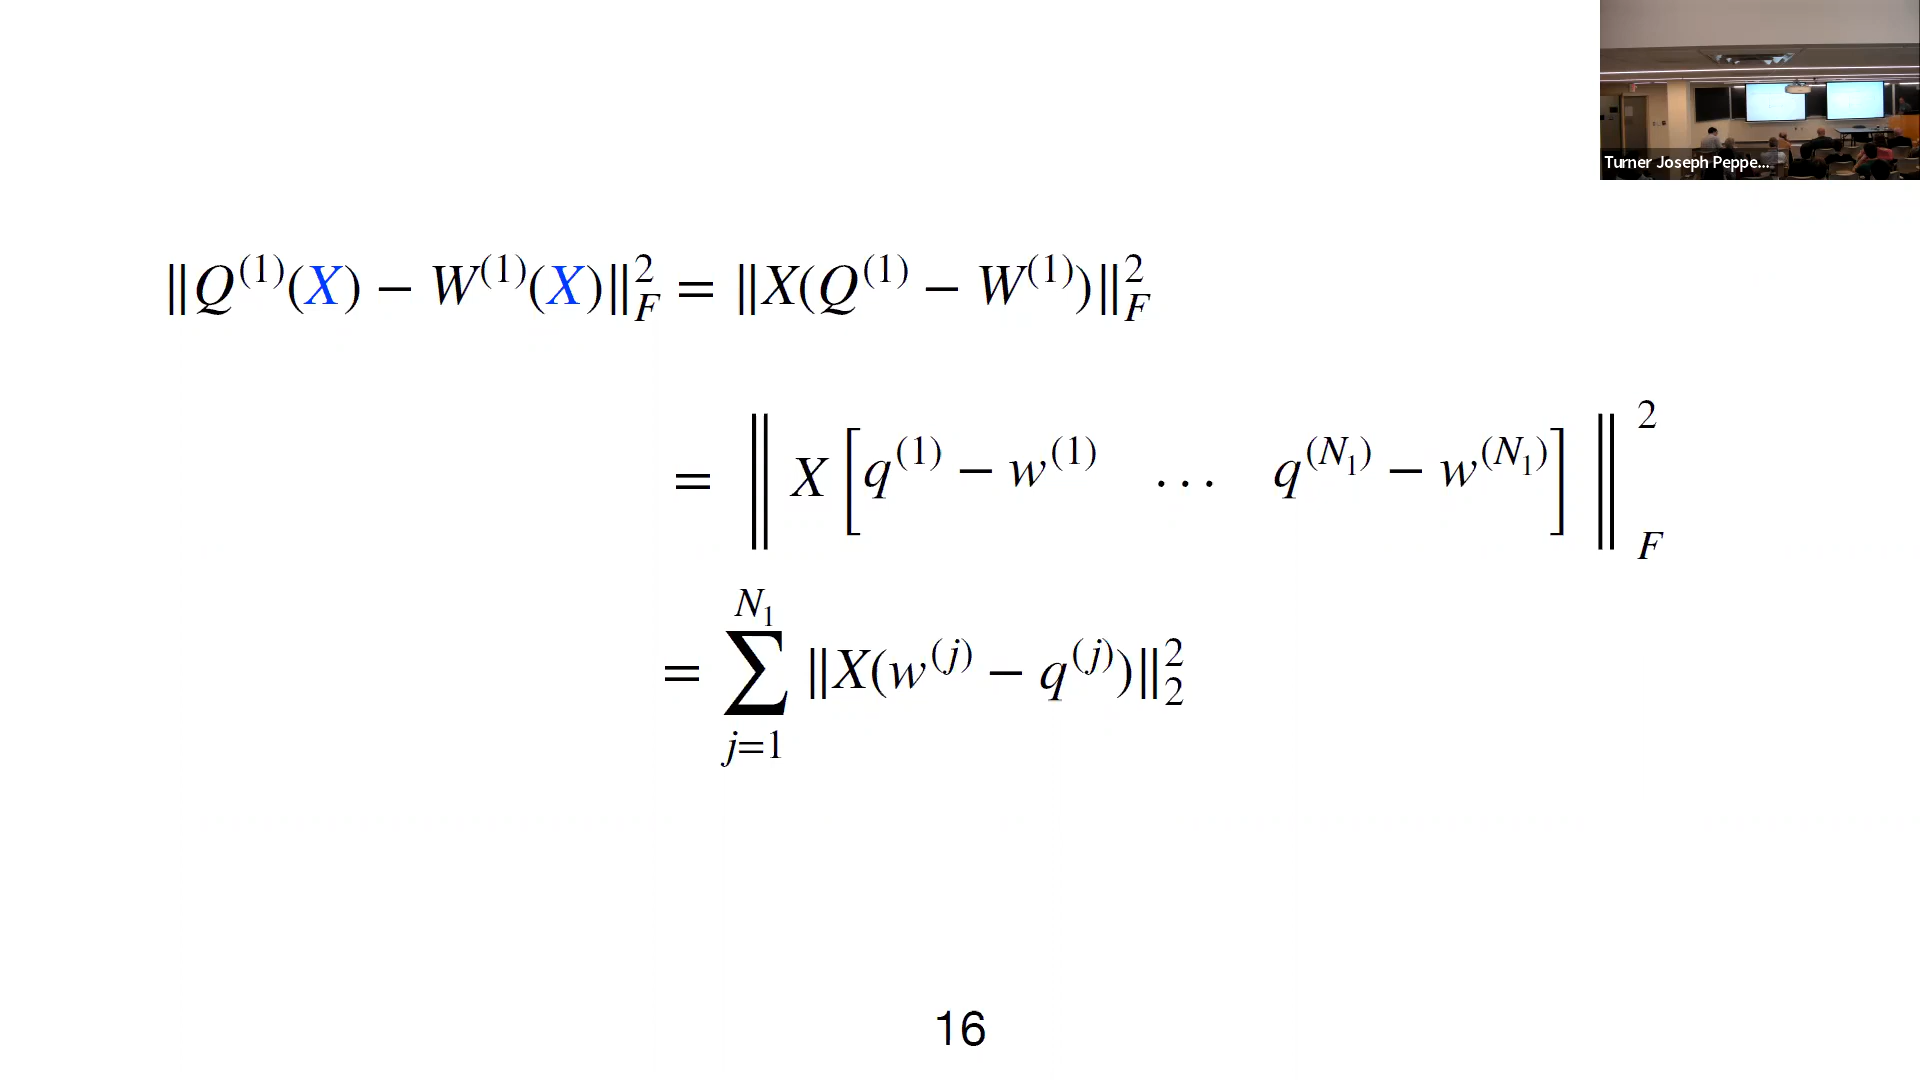 Turner Joseph Peppe...
‖Q^{(1)}(X) − W^{(1)}(X)‖_F^2 = ‖X(Q^{(1)} − W^{(1)})‖_F^2
= ‖ X [ q^{(1)} − w^{(1)} ⋯ q^{(N_1)} − w^{(N_1)} ] ‖_F^2
= ∑_{j=1}^{N_1} ‖X(w^{(j)} − q^{(j)})‖_2^2
16